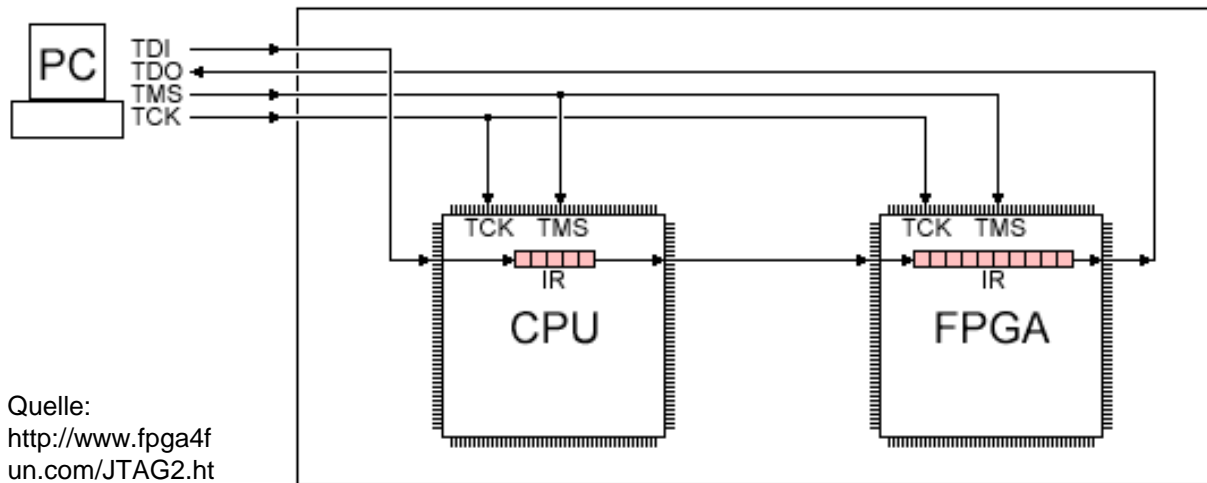 PC
TDI
TDO
TMS
TCK
TCK TMS
IR
CPU
TCK TMS
IR
FPGA
Quelle:
http://www.fpga4f
un.com/JTAG2.ht